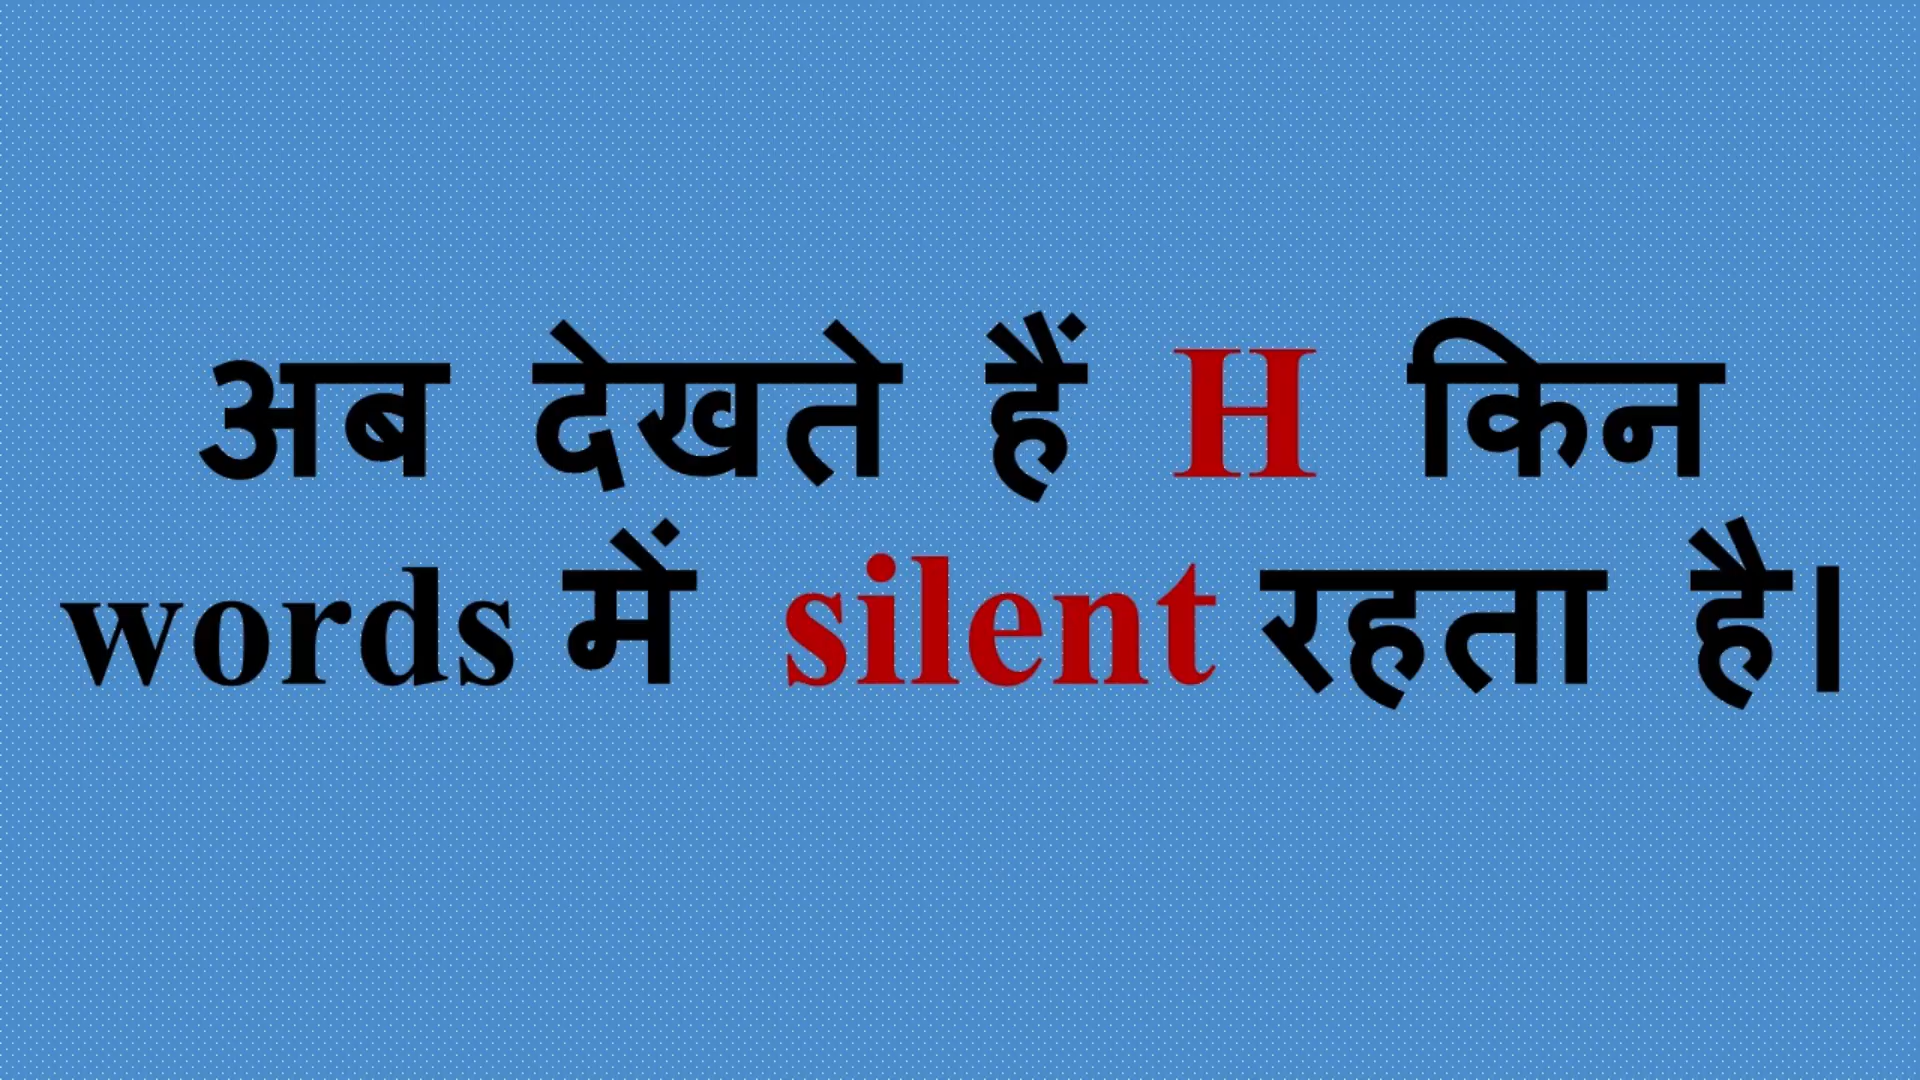 अब देखते हैं H किन
words में silent रहता है।